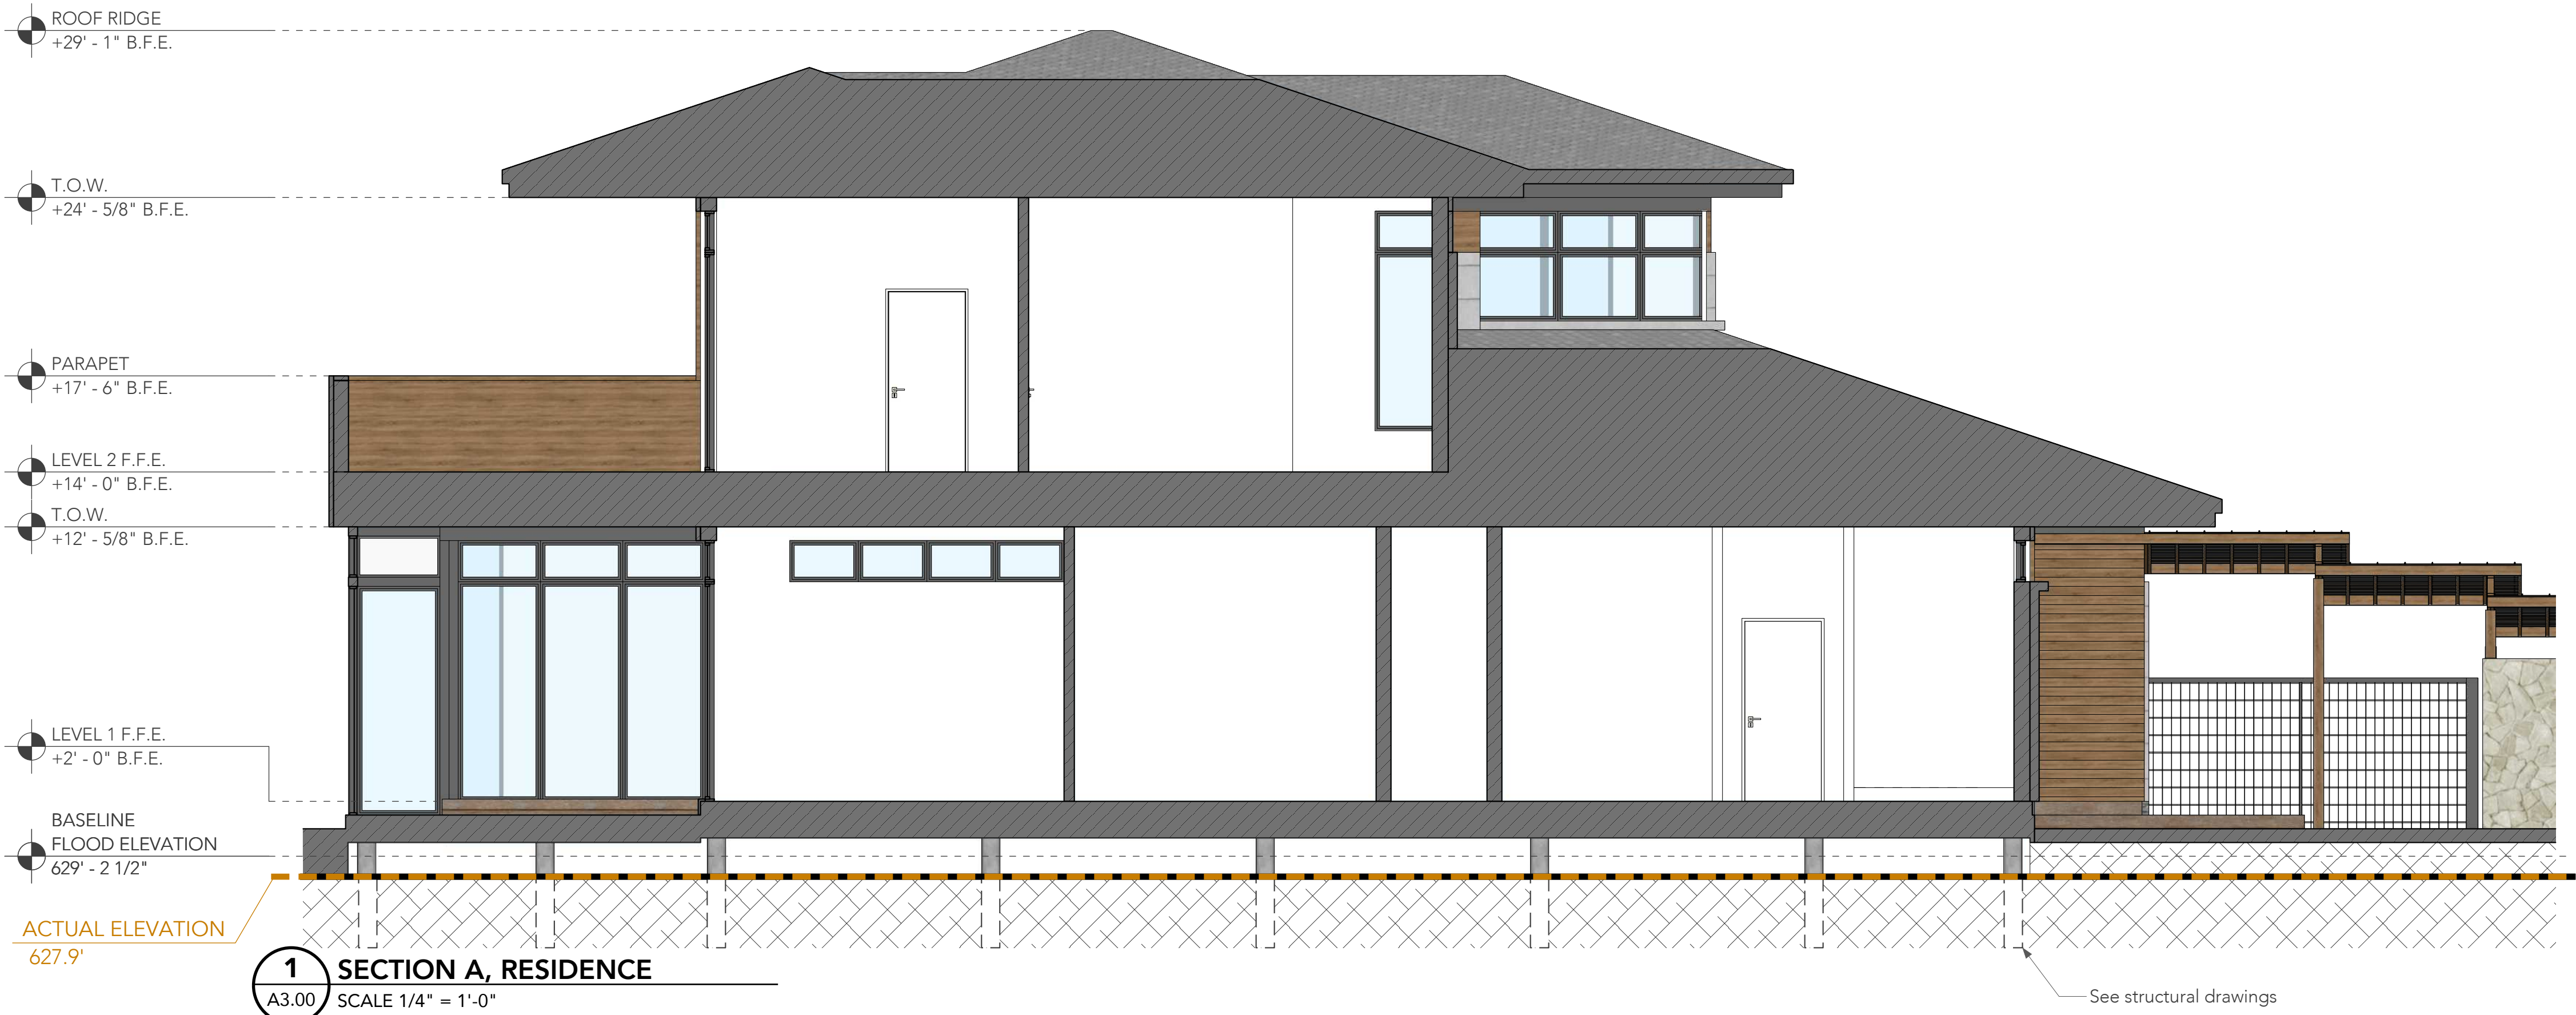 ROOF RIDGE
+29' - 1" B.F.E.
T.O.W.
+24' - 5/8" B.F.E.
PARAPET
+17' - 6" B.F.E.
LEVEL 2 F.F.E.
+14' - 0" B.F.E.
T.O.W.
+12' - 5/8" B.F.E.
LEVEL 1 F.F.E.
+2' - 0" B.F.E.
BASELINE
FLOOD ELEVATION
629' - 2 1/2"
ACTUAL ELEVATION
627.9'
1
A3.00
SECTION A, RESIDENCE
SCALE 1/4" = 1'-0"
See structural drawings